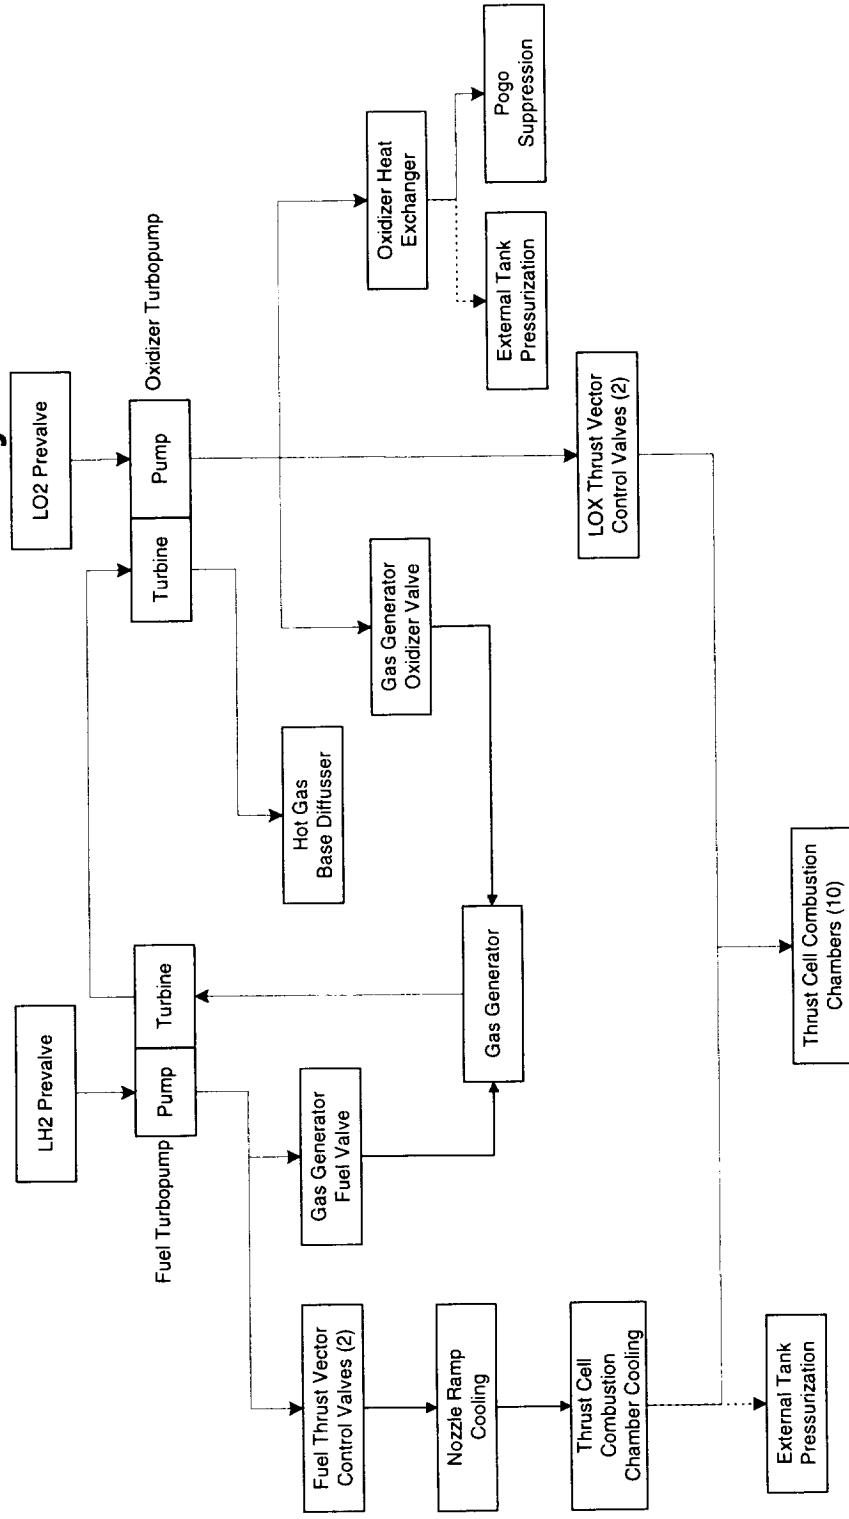 LH2 Prevalve
LO2 Prevalve
Fuel Turbopump
Pump
Turbine
Turbine
Pump
Oxidizer Turbopump
Fuel Thrust Vector
Control Valves (2)
Gas Generator
Fuel Valve
Hot Gas
Base Diffusser
Gas Generator
Oxidizer Valve
Oxidizer Heat
Exchanger
Nozzle Ramp
Cooling
Gas Generator
External Tank
Pressurization
Pogo
Suppression
Thrust Cell
Combustion
Chamber Cooling
LOX Thrust Vector
Control Valves (2)
External Tank
Pressurization
Thrust Cell Combustion
Chambers (10)